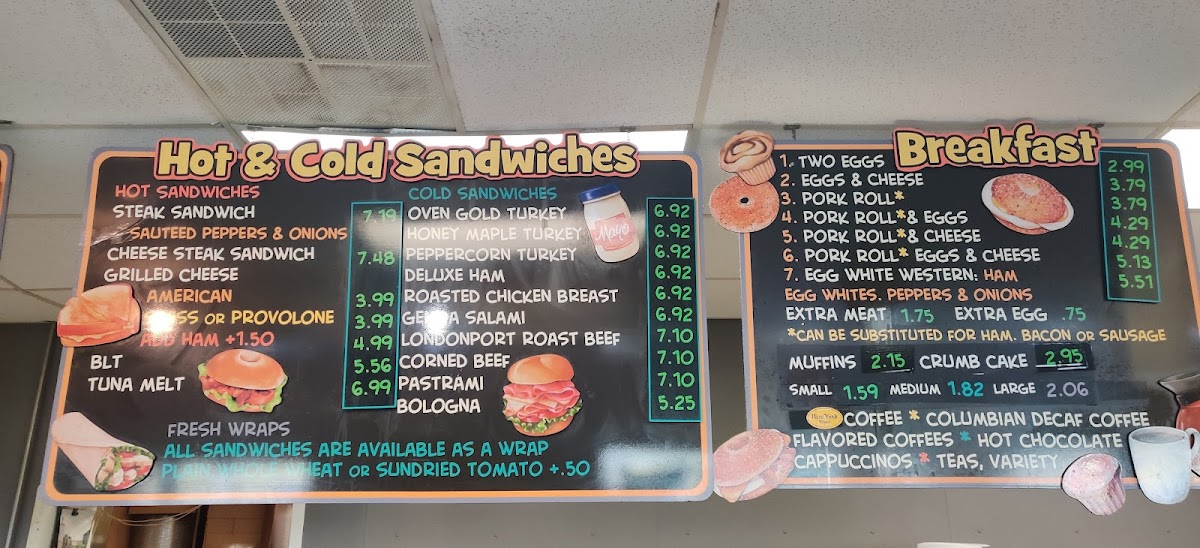 Hot & Cold Sandwiches
HOT SANDWICHES
STEAK SANDWICH 7.19
SAUTEED PEPPERS & ONIONS
CHEESE STEAK SANDWICH 7.48
GRILLED CHEESE
AMERICAN 3.99
SWISS OR PROVOLONE 3.99
ADD HAM +1.50 4.99
BLT 5.56
TUNA MELT 6.99
COLD SANDWICHES
OVEN GOLD TURKEY 6.92
HONEY MAPLE TURKEY 6.92
PEPPERCORN TURKEY 6.92
DELUXE HAM 6.92
ROASTED CHICKEN BREAST 6.92
GENOA SALAMI 6.92
LONDONPORT ROAST BEEF 7.10
CORNED BEEF 7.10
PASTRAMI 7.10
BOLOGNA 5.25
Mayo
FRESH WRAPS
ALL SANDWICHES ARE AVAILABLE AS A WRAP
PLAIN WHOLE WHEAT OR SUNDRIED TOMATO +.50
Breakfast
1. TWO EGGS 2.99
2. EGGS & CHEESE 3.79
3. PORK ROLL* 3.79
4. PORK ROLL*& EGGS 4.29
5. PORK ROLL*& CHEESE 4.29
6. PORK ROLL* EGGS & CHEESE 5.13
7. EGG WHITE WESTERN: HAM 5.51
EGG WHITES. PEPPERS & ONIONS
EXTRA MEAT 1.75 EXTRA EGG .75
*CAN BE SUBSTITUTED FOR HAM. BACON OR SAUSAGE
MUFFINS 2.15 CRUMB CAKE 2.95
SMALL 1.59 MEDIUM 1.82 LARGE 2.06
COFFEE * COLUMBIAN DECAF COFFEE
FLAVORED COFFEES * HOT CHOCOLATE
CAPPUCCINOS * TEAS, VARIETY